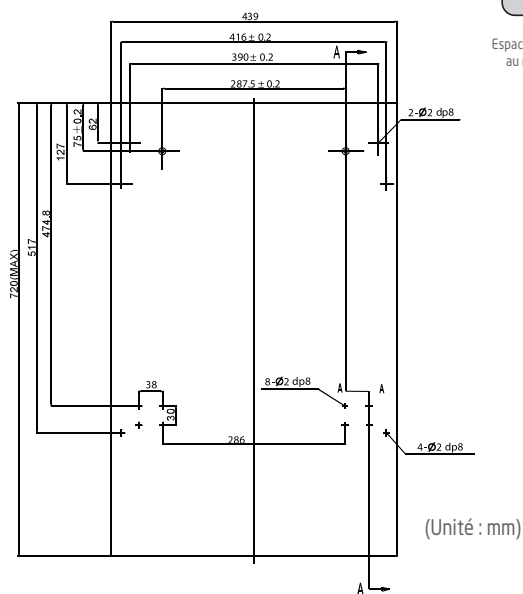 439
416± 0.2
A
390± 0.2
287.5± 0.2
Espac
au
2-Ø2 dp8
62
75±0.2
127
474.8
517
720(MAX)
38
8-Ø2 dp8
A
A
30
286
4-Ø2 dp8
(Unité : mm)
A